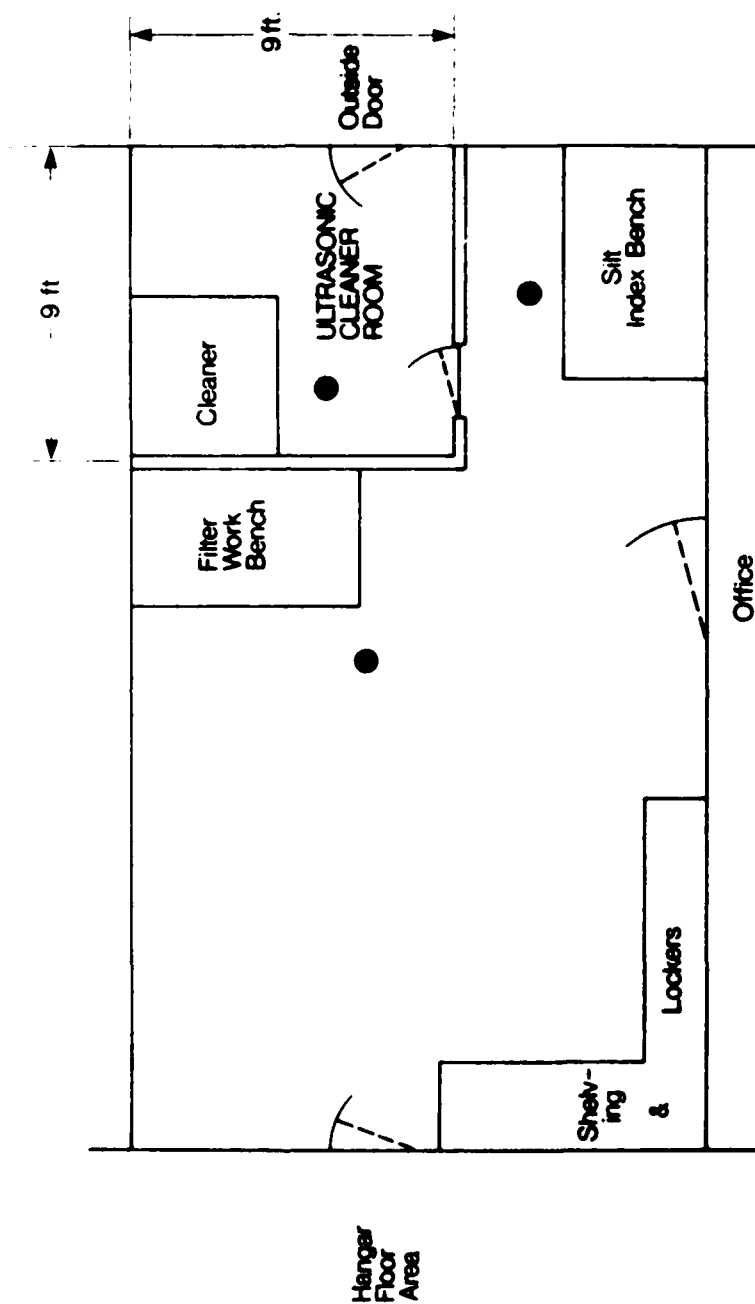 9 ft
9 ft.
Cleaner
ULTRASONIC
CLEANER
ROOM
Outside
Door
Filter
Work
Bench
Silt
Index Bench
Hangar
Floor
Area
Shelv-
ing
&
Lockers
Office